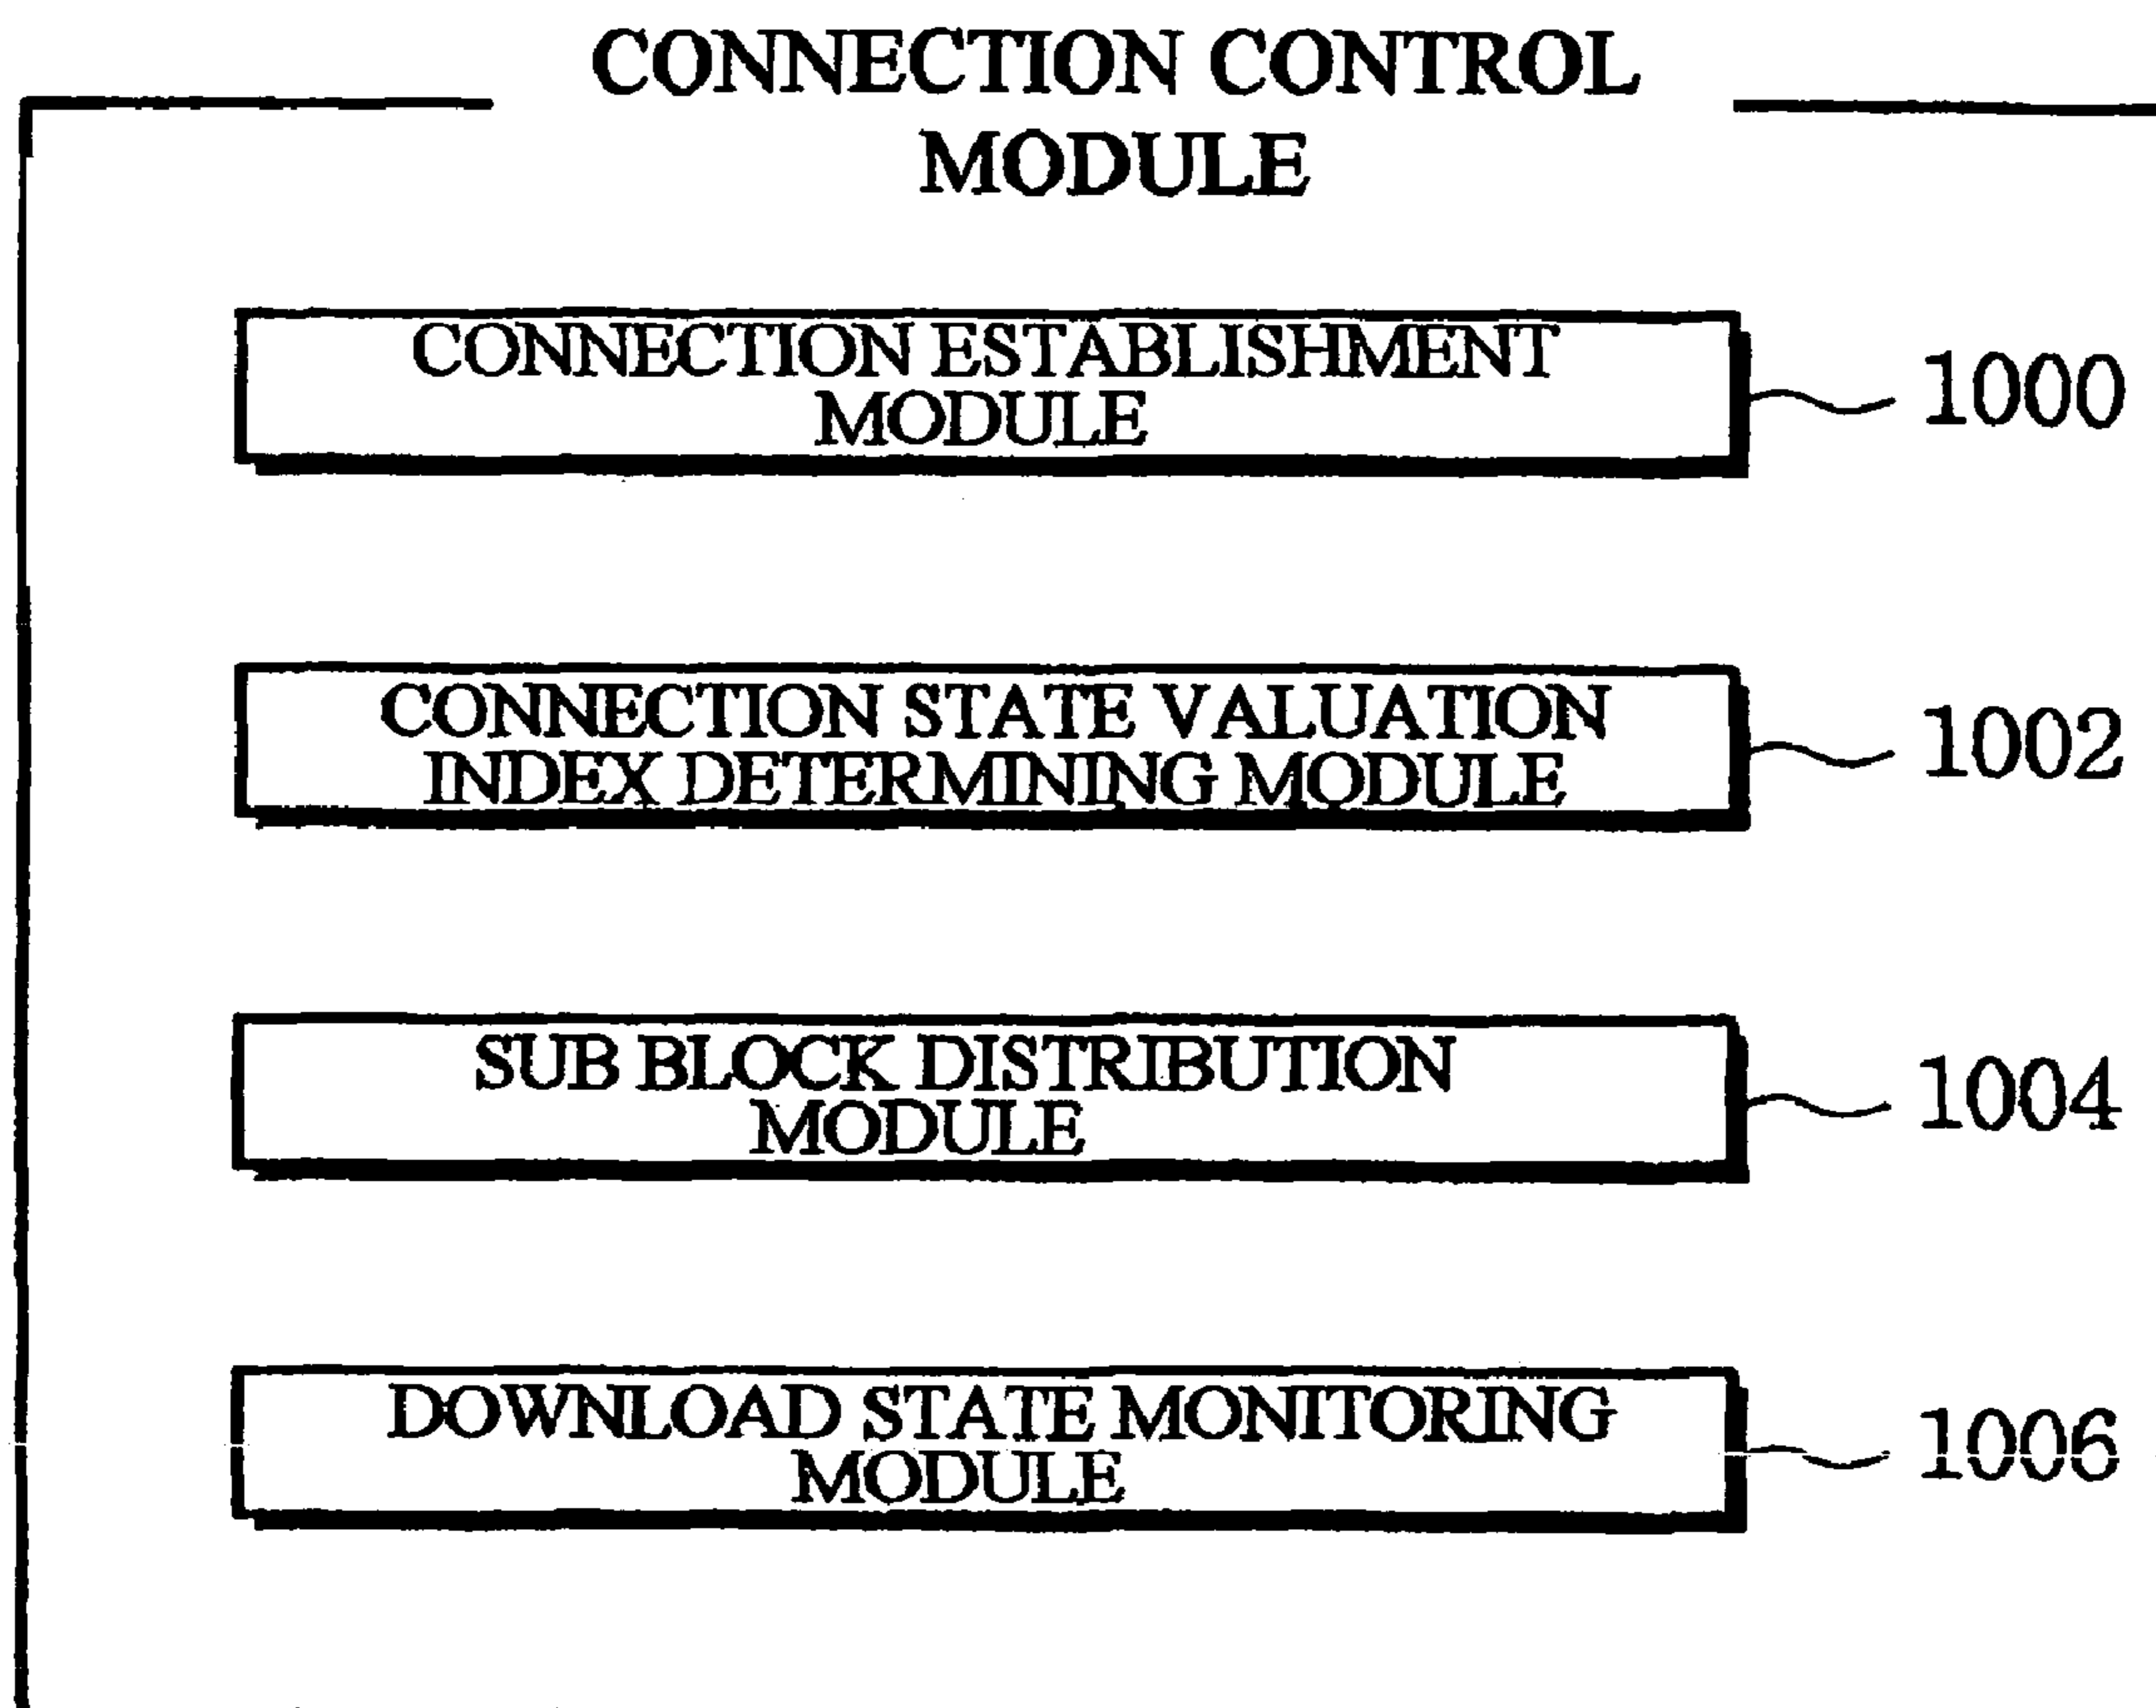 CONNECTION CONTROL
MODULE
CONNECTION ESTABLISHMENT
MODULE
1000
CONNECTION STATE VALUATION
INDEX DETERMINING MODULE
1002
SUB BLOCK DISTRIBUTION
MODULE
1004
DOWNLOAD STATE MONITORING
MODULE
1006